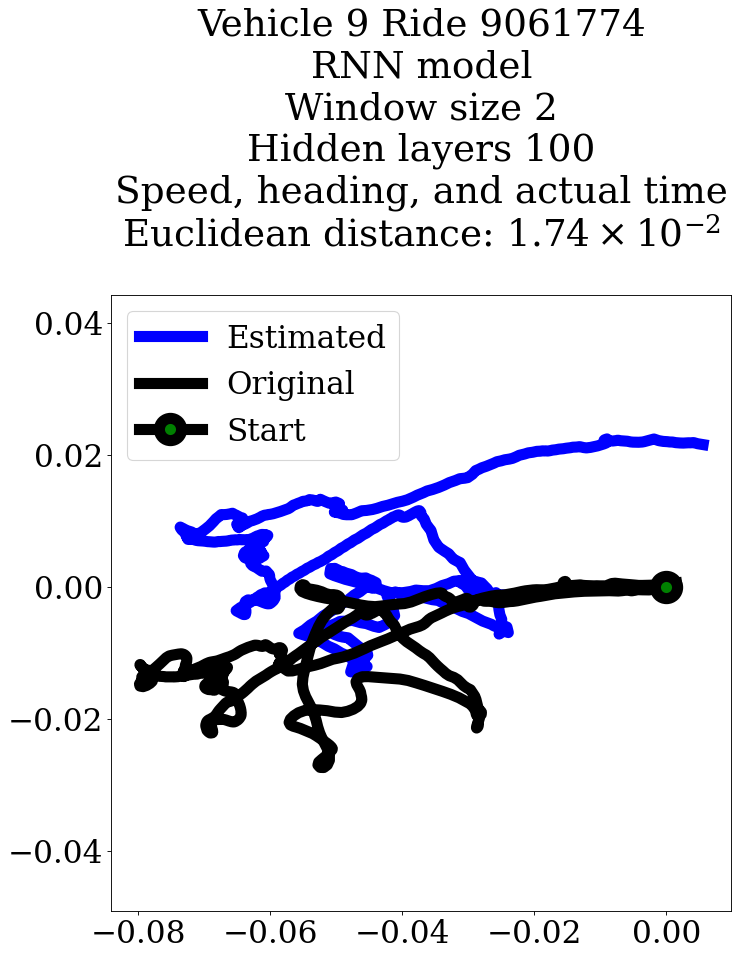 Vehicle 9 Ride 9061774
RNN model
Window size 2
Hidden layers 100
Speed, heading, and actual time
Euclidean distance: 1.74 × 10⁻²
Estimated
Original
Start
0.04
0.02
0.00
−0.02
−0.04
−0.08 −0.06 −0.04 −0.02 0.00